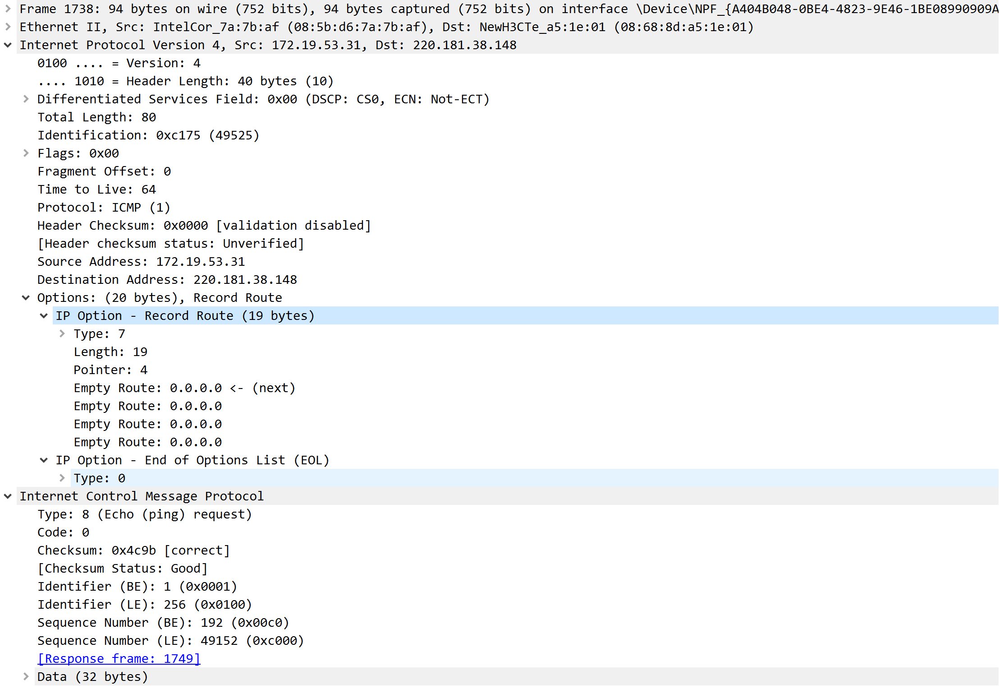 Frame 1738: 94 bytes on wire (752 bits), 94 bytes captured (752 bits) on interface \Device\NPF_{A404B048-0BE4-4823-9E46-1BE08990909A
Ethernet II, Src: IntelCor_7a:7b:af (08:5b:d6:7a:7b:af), Dst: NewH3CTe_a5:1e:01 (08:68:8d:a5:1e:01)
Internet Protocol Version 4, Src: 172.19.53.31, Dst: 220.181.38.148
0100 .... = Version: 4
.... 1010 = Header Length: 40 bytes (10)
Differentiated Services Field: 0x00 (DSCP: CS0, ECN: Not-ECT)
Total Length: 80
Identification: 0xc175 (49525)
Flags: 0x00
Fragment Offset: 0
Time to Live: 64
Protocol: ICMP (1)
Header Checksum: 0x0000 [validation disabled]
[Header checksum status: Unverified]
Source Address: 172.19.53.31
Destination Address: 220.181.38.148
Options: (20 bytes), Record Route
IP Option - Record Route (19 bytes)
Type: 7
Length: 19
Pointer: 4
Empty Route: 0.0.0.0 <- (next)
Empty Route: 0.0.0.0
Empty Route: 0.0.0.0
Empty Route: 0.0.0.0
IP Option - End of Options List (EOL)
Type: 0
Internet Control Message Protocol
Type: 8 (Echo (ping) request)
Code: 0
Checksum: 0x4c9b [correct]
[Checksum Status: Good]
Identifier (BE): 1 (0x0001)
Identifier (LE): 256 (0x0100)
Sequence Number (BE): 192 (0x00c0)
Sequence Number (LE): 49152 (0xc000)
[Response frame: 1749]
Data (32 bytes)